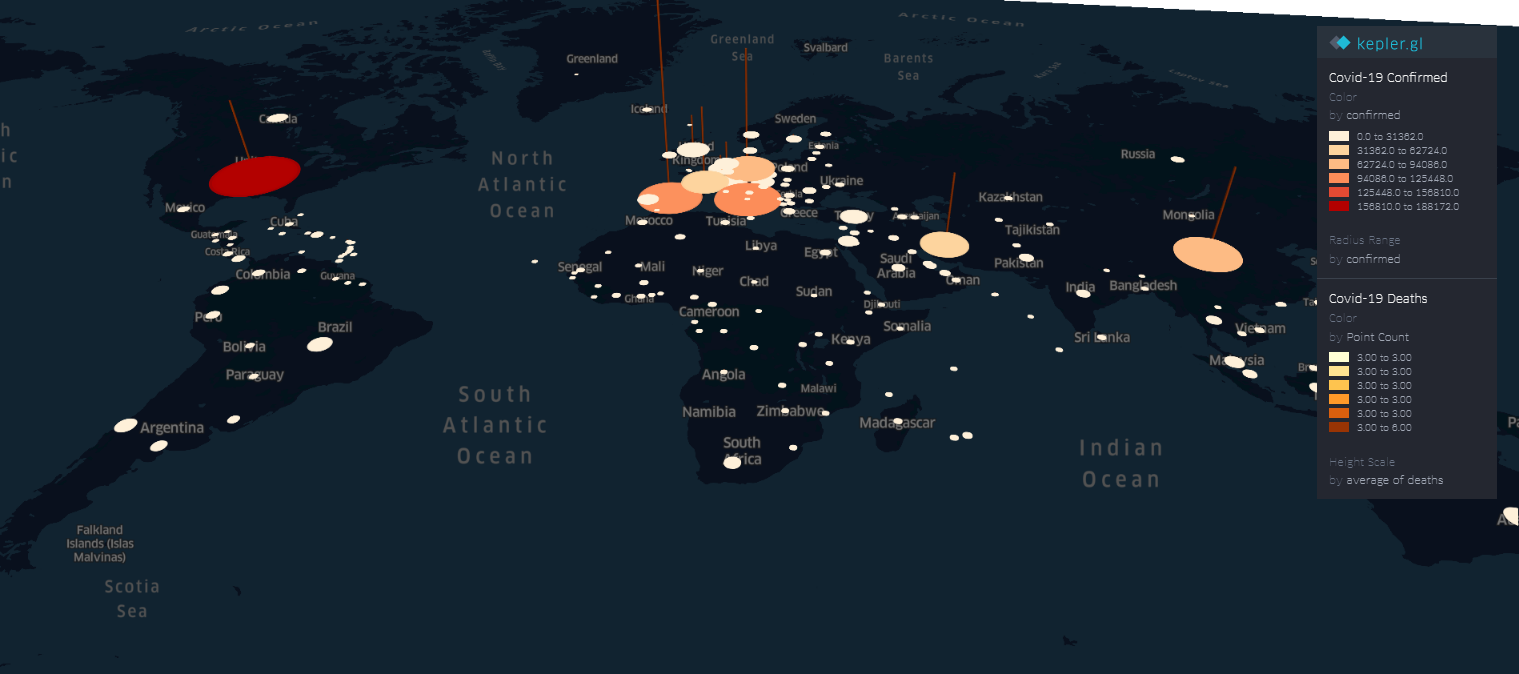 Arctic Ocean
Arctic Ocean
Greenland
Sea
Svalbard
Greenland
Barents
Sea
Kara Sea
Laptev Sea
Iceland
Canada
Sweden
Estonia
North
Atlantic
Ocean
Kingdom
Poland
Russia
Ukraine
Kazakhstan
Mexico
Cuba
Morocco
Tunisia
Greece
Mongolia
Tajikistan
Guatemala
Costa Rica
Libya
Egypt
Saudi
Arabia
Pakistan
Colombia
Guyana
Senegal
Mali
Niger
Chad
Sudan
Oman
India
Bangladesh
Ghana
Djibouti
Cameroon
Peru
Brazil
Somalia
Vietnam
Kenya
Sri Lanka
Bolivia
Malaysia
Paraguay
Angola
Malawi
South
Atlantic
Ocean
Namibia
Zimbabwe
Madagascar
Argentina
South
Africa
Indian
Ocean
Falkland
Islands (Islas
Malvinas)
Scotia
Sea
kepler.gl
Covid-19 Confirmed
Color
by confirmed
0.0 to 31362.0
31362.0 to 62724.0
62724.0 to 94086.0
94086.0 to 125448.0
125448.0 to 156810.0
156810.0 to 188172.0
Radius Range
by confirmed
Covid-19 Deaths
Color
by Point Count
3.00 to 3.00
3.00 to 3.00
3.00 to 3.00
3.00 to 3.00
3.00 to 3.00
3.00 to 6.00
Height Scale
by average of deaths